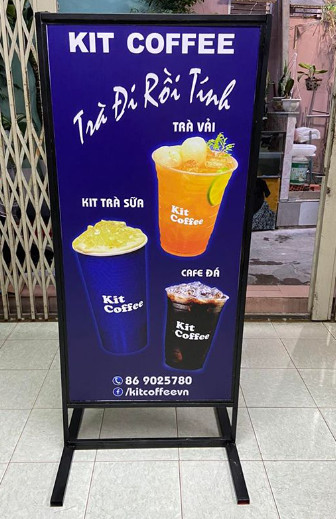 KIT COFFEE
Trà Đí Rồi Tính
TRÀ VẢI
Kit
Coffee
KIT TRÀ SỮA
Kit
Coffee
CAFE ĐÁ
Kit
Coffee
86 9025780
/kitcoffeevn